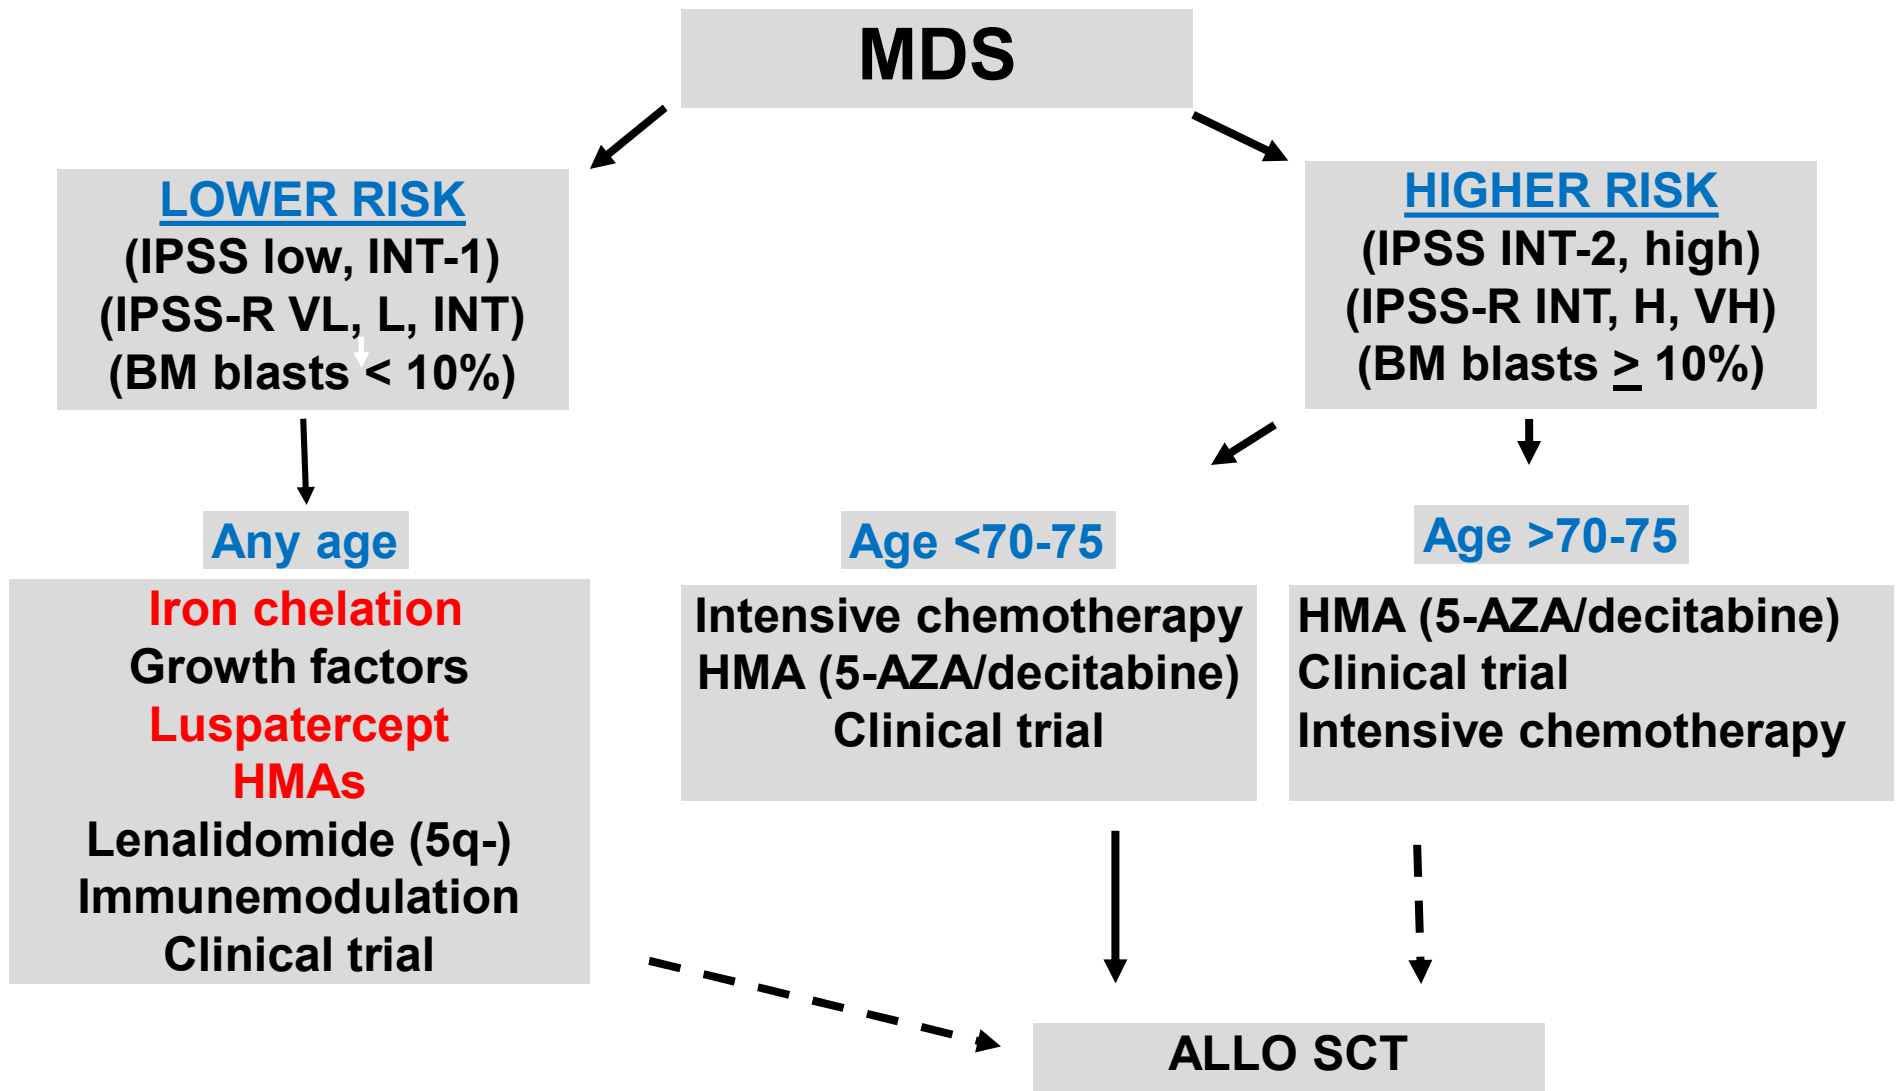 MDS
LOWER RISK
(IPSS low, INT-1)
(IPSS-R VL, L, INT)
(BM blasts < 10%)
HIGHER RISK
(IPSS INT-2, high)
(IPSS-R INT, H, VH)
(BM blasts ≥ 10%)
Any age
Iron chelation
Growth factors
Luspatercept
HMAs
Lenalidomide (5q-)
Immunemodulation
Clinical trial
Age <70-75
Intensive chemotherapy
HMA (5-AZA/decitabine)
Clinical trial
Age >70-75
HMA (5-AZA/decitabine)
Clinical trial
Intensive chemotherapy
ALLO SCT